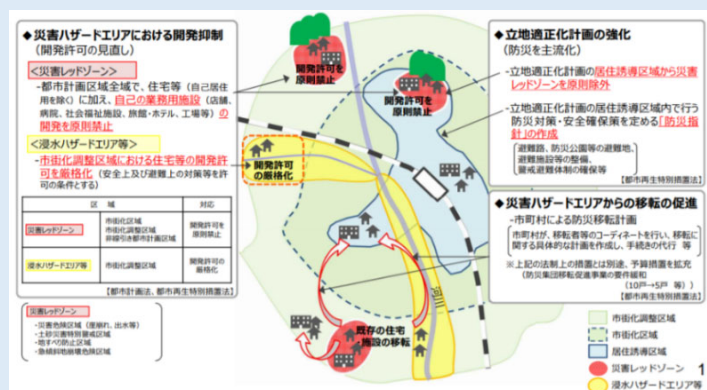 ◆災害ハザードエリアにおける開発抑制
(開発許可の見直し)
<災害レッドゾーン>
-都市計画区域全域で、住宅等(自己居住
用を除く)に加え、自己の業務用施設(店舗、
病院、社会福祉施設、旅館・ホテル、工場等)の
開発を原則禁止
<浸水ハザードエリア等>
-市街化調整区域における住宅等の開発許
可を厳格化(安全上及び避難上の対策等を許
可の条件とする)
区 域 対応
災害レッドゾーン
市街化区域
市街化調整区域
非線引き都市計画区域
開発許可を
原則禁止
浸水ハザードエリア等
市街化調整区域
開発許可の
厳格化
【都市計画法、都市再生特別措置法】
災害レッドゾーン
-災害危険区域(崖崩れ、出水等)
-土砂災害特別警戒区域
-地すべり防止区域
-急傾斜地崩壊危険区域
開発許可を
原則禁止
開発許可を
原則禁止
開発許可
の厳格化
河川
既存の住宅
・施設の移転
◆立地適正化計画の強化
(防災を主流化)
-立地適正化計画の居住誘導区域から災害
レッドゾーンを原則除外
-立地適正化計画の居住誘導区域内で行う
防災対策・安全確保策を定める「防災
指針」の作成
避難路、防災公園等の避難地、
避難施設等の整備、
警戒避難体制の確保等
【都市再生特別措置法】
◆災害ハザードエリアからの移転の促進
-市町村による防災移転計画
市町村が、移転者等のコーディネートを行い、移転に
関する具体的な計画を作成し、手続きの代行 等
※上記の法制上の措置とは別途、予算措置を拡充
(防災集団移転促進事業の要件緩和
(10戸→5戸 等))
【都市再生特別措置法】
市街化調整区域
市街化区域
居住誘導区域
災害レッドゾーン
浸水ハザードエリア等
1